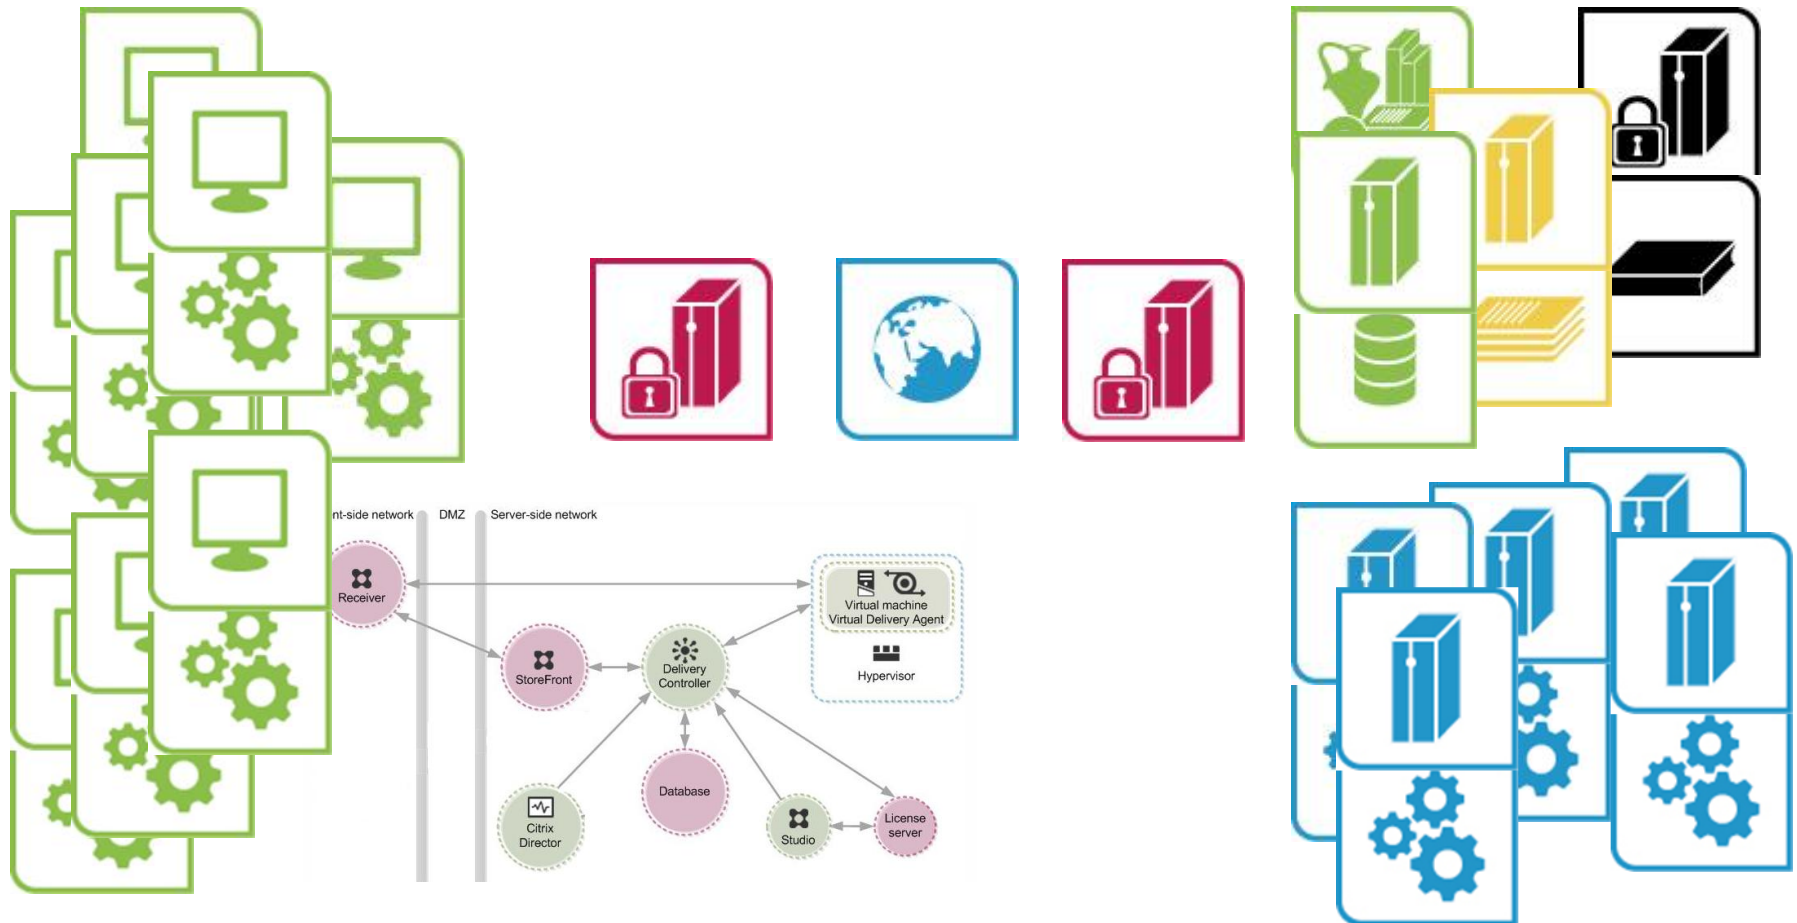 nt-side network
DMZ
Server-side network
Receiver
Virtual machine
Virtual Delivery Agent
StoreFront
Delivery
Controller
Hypervisor
Database
Citrix
Director
Studio
License
server